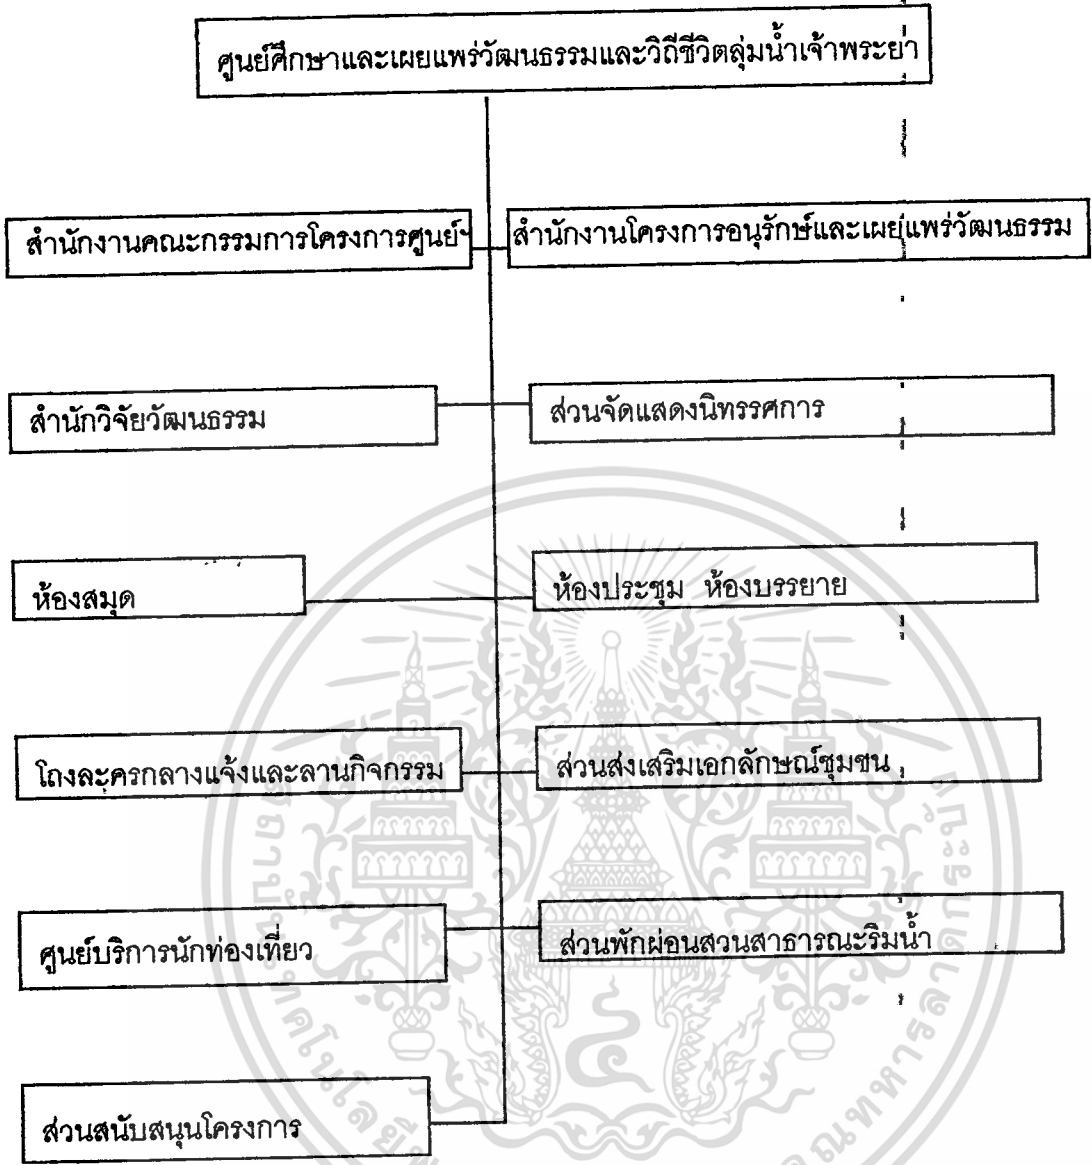 ศูนย์ศึกษาและเผยแพร่วัฒนธรรมและวิถีชีวิตลุ่มน้ำเจ้าพระยา
สำนักงานคณะกรรมการโครงการศูนย์ฯ
สำนักงานโครงการอนุรักษ์และเผยแพร่วัฒนธรรม
สำนักวิจัยวัฒนธรรม
ส่วนจัดแสดงนิทรรศการ
ห้องสมุด
ห้องประชุม ห้องบรรยาย
โถงละครกลางแจ้งและลานกิจกรรม
ส่วนส่งเสริมเอกลักษณ์ชุมชน
ศูนย์บริการนักท่องเที่ยว
ส่วนพักผ่อนสวนสาธารณะริมน้ำ
ส่วนสนับสนุนโครงการ